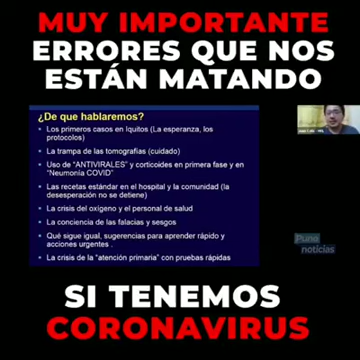 MUY IMPORTANTE
ERRORES QUE NOS
ESTÁN MATANDO
¿De que hablaremos?
Los primeros casos en Iquitos (La esperanza, los
protocolos)
La trampa de las tomografías (cuidado)
Uso de "ANTIVIRALES" y corticoides en primera fase y en
"Neumonía COVID"
Las recetas estándar en el hospital y la comunidad (la
desesperación no se detiene)
La crisis del oxígeno y el personal de salud
La conciencia de las falacias y sesgos
Qué sigue igual, sugerencias para aprender rápido y
acciones urgentes .
La crisis de la "atención primaria" con pruebas rápidas
Puno
noticias
SI TENEMOS
CORONAVIRUS